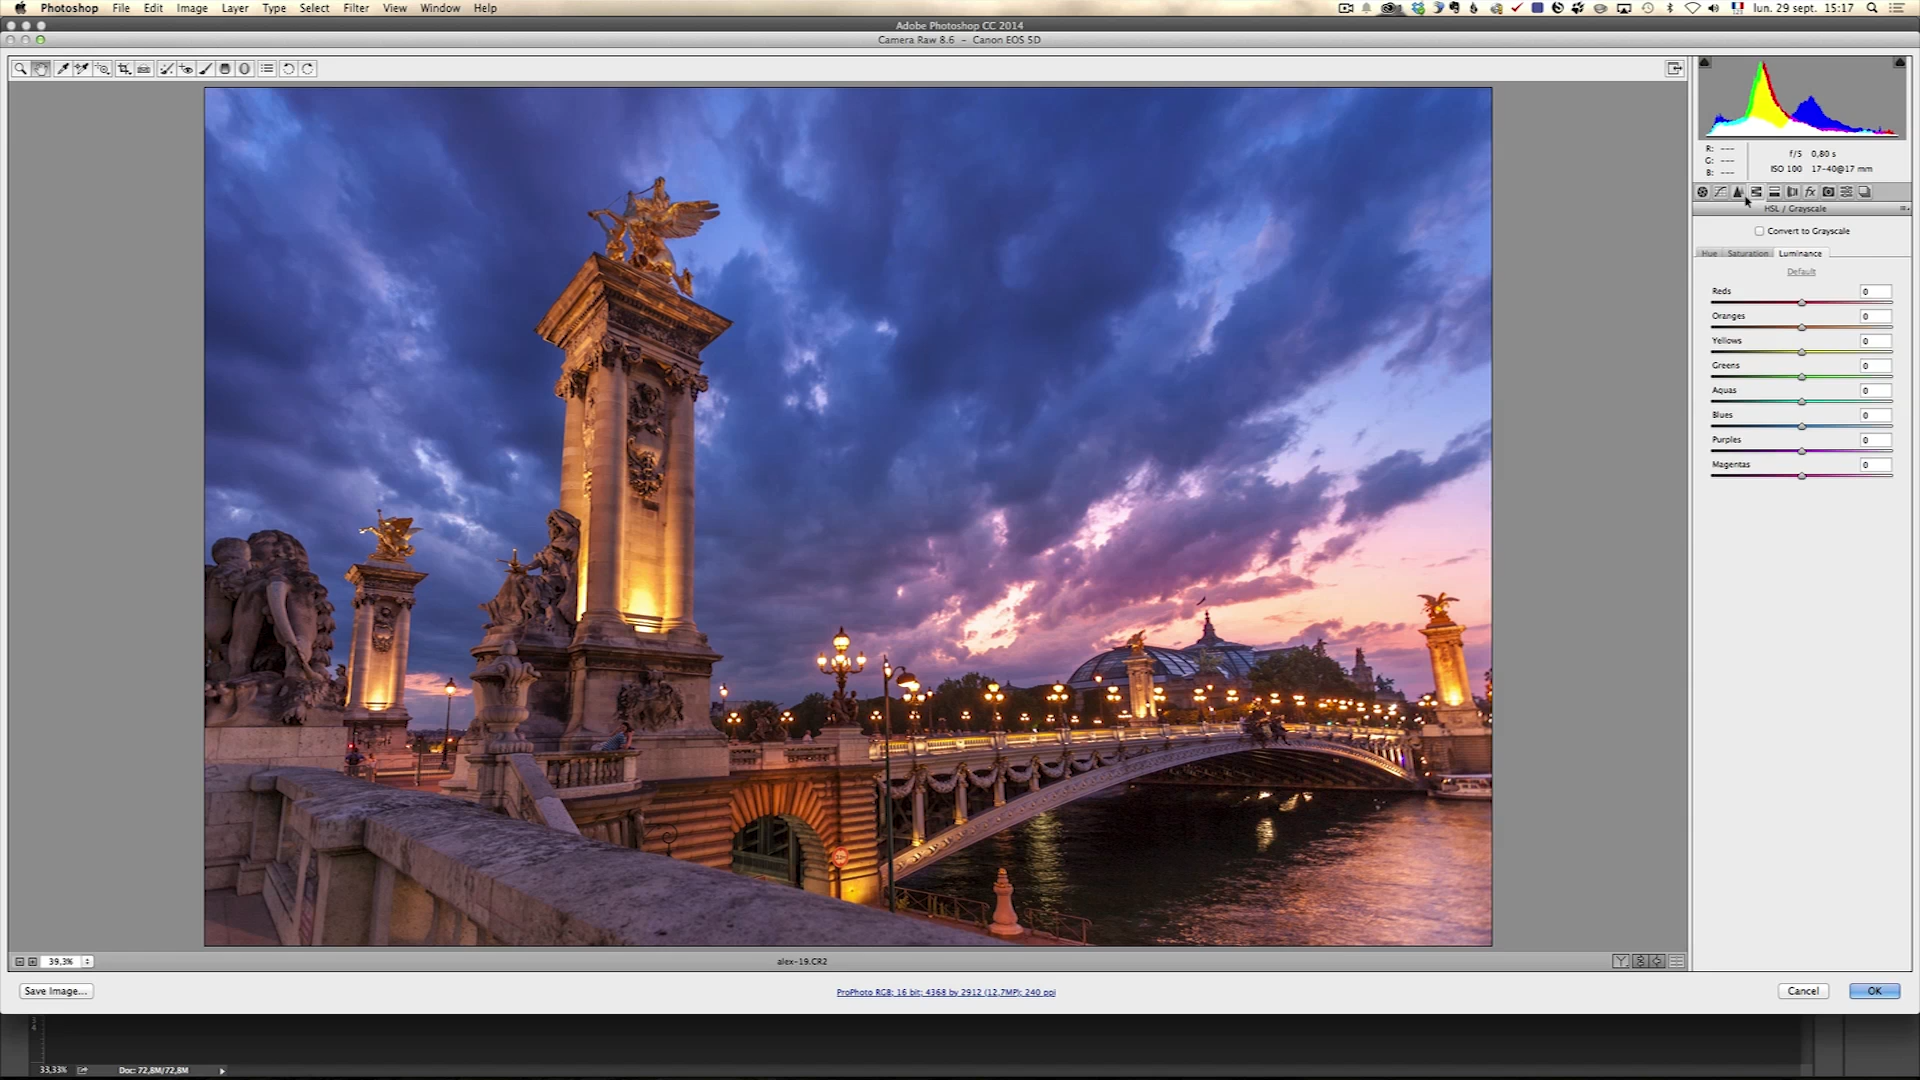 Photoshop File Edit Image Layer Type Select Filter View Window Help lun. 29 sept. 15:17
Adobe Photoshop CC 2014
Camera Raw 8.6 - Canon EOS 5D
R: ---
G: ---
B: ---
f/5 0,80 s
ISO 100 17-40@17 mm
HSL / Grayscale
Convert to Grayscale
Hue Saturation Luminance
Default
Reds 0
Oranges 0
Yellows 0
Greens 0
Aquas 0
Blues 0
Purples 0
Magentas 0
39,3%
alex-19.CR2
Save Image...
ProPhoto RGB; 16 bit; 4368 by 2912 (12,7MP); 240 ppi
Cancel
OK
33,33%
Doc: 72,8M/72,8M